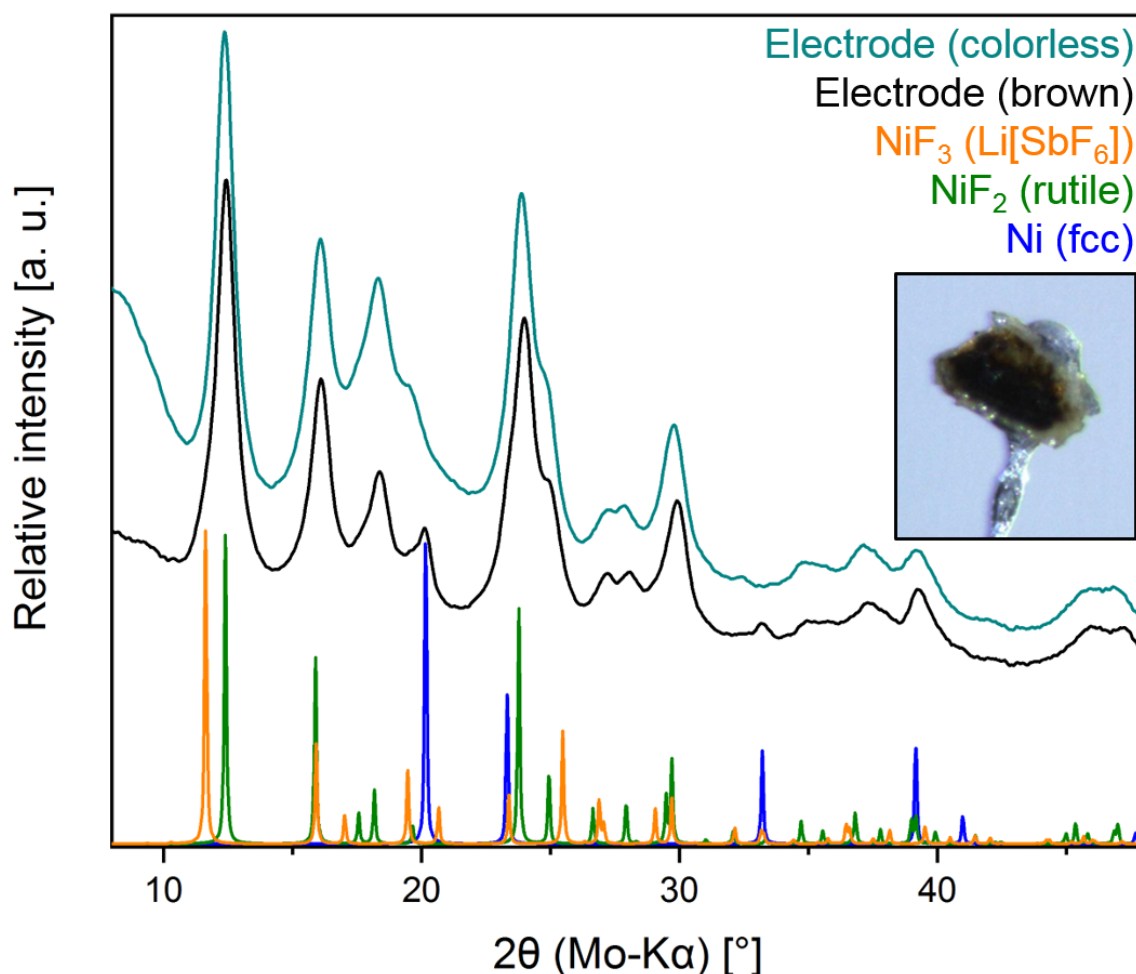 Electrode (colorless)
Electrode (brown)
NiF₃ (Li[SbF₆])
NiF₂ (rutile)
Ni (fcc)
Relative intensity [a. u.]
10 20 30 40
2θ (Mo-Kα) [°]